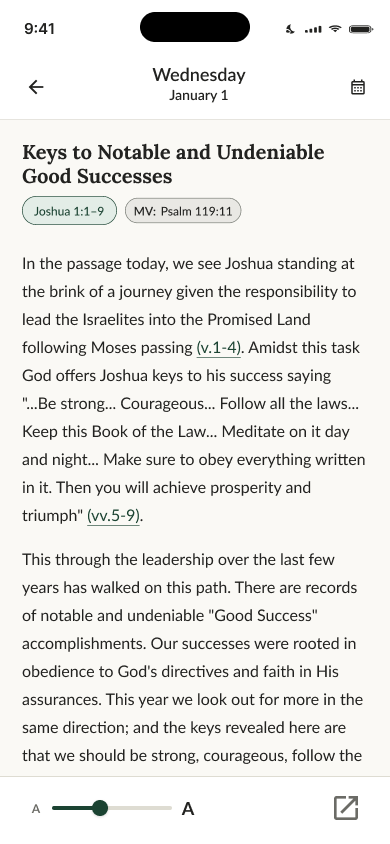 9:41
Wednesday
January 1
Keys to Notable and Undeniable
Good Successes
Joshua 1:1–9
MV: Psalm 119:11
In the passage today, we see Joshua standing at
the brink of a journey given the responsibility to
lead the Israelites into the Promised Land
following Moses passing (v.1-4). Amidst this task
God offers Joshua keys to his success saying
"...Be strong... Courageous... Follow all the laws...
Keep this Book of the Law... Meditate on it day
and night... Make sure to obey everything written
in it. Then you will achieve prosperity and
triumph" (vv.5-9).
This through the leadership over the last few
years has walked on this path. There are records
of notable and undeniable "Good Success"
accomplishments. Our successes were rooted in
obedience to God's directives and faith in His
assurances. This year we look out for more in the
same direction; and the keys revealed here are
that we should be strong, courageous, follow the
A A